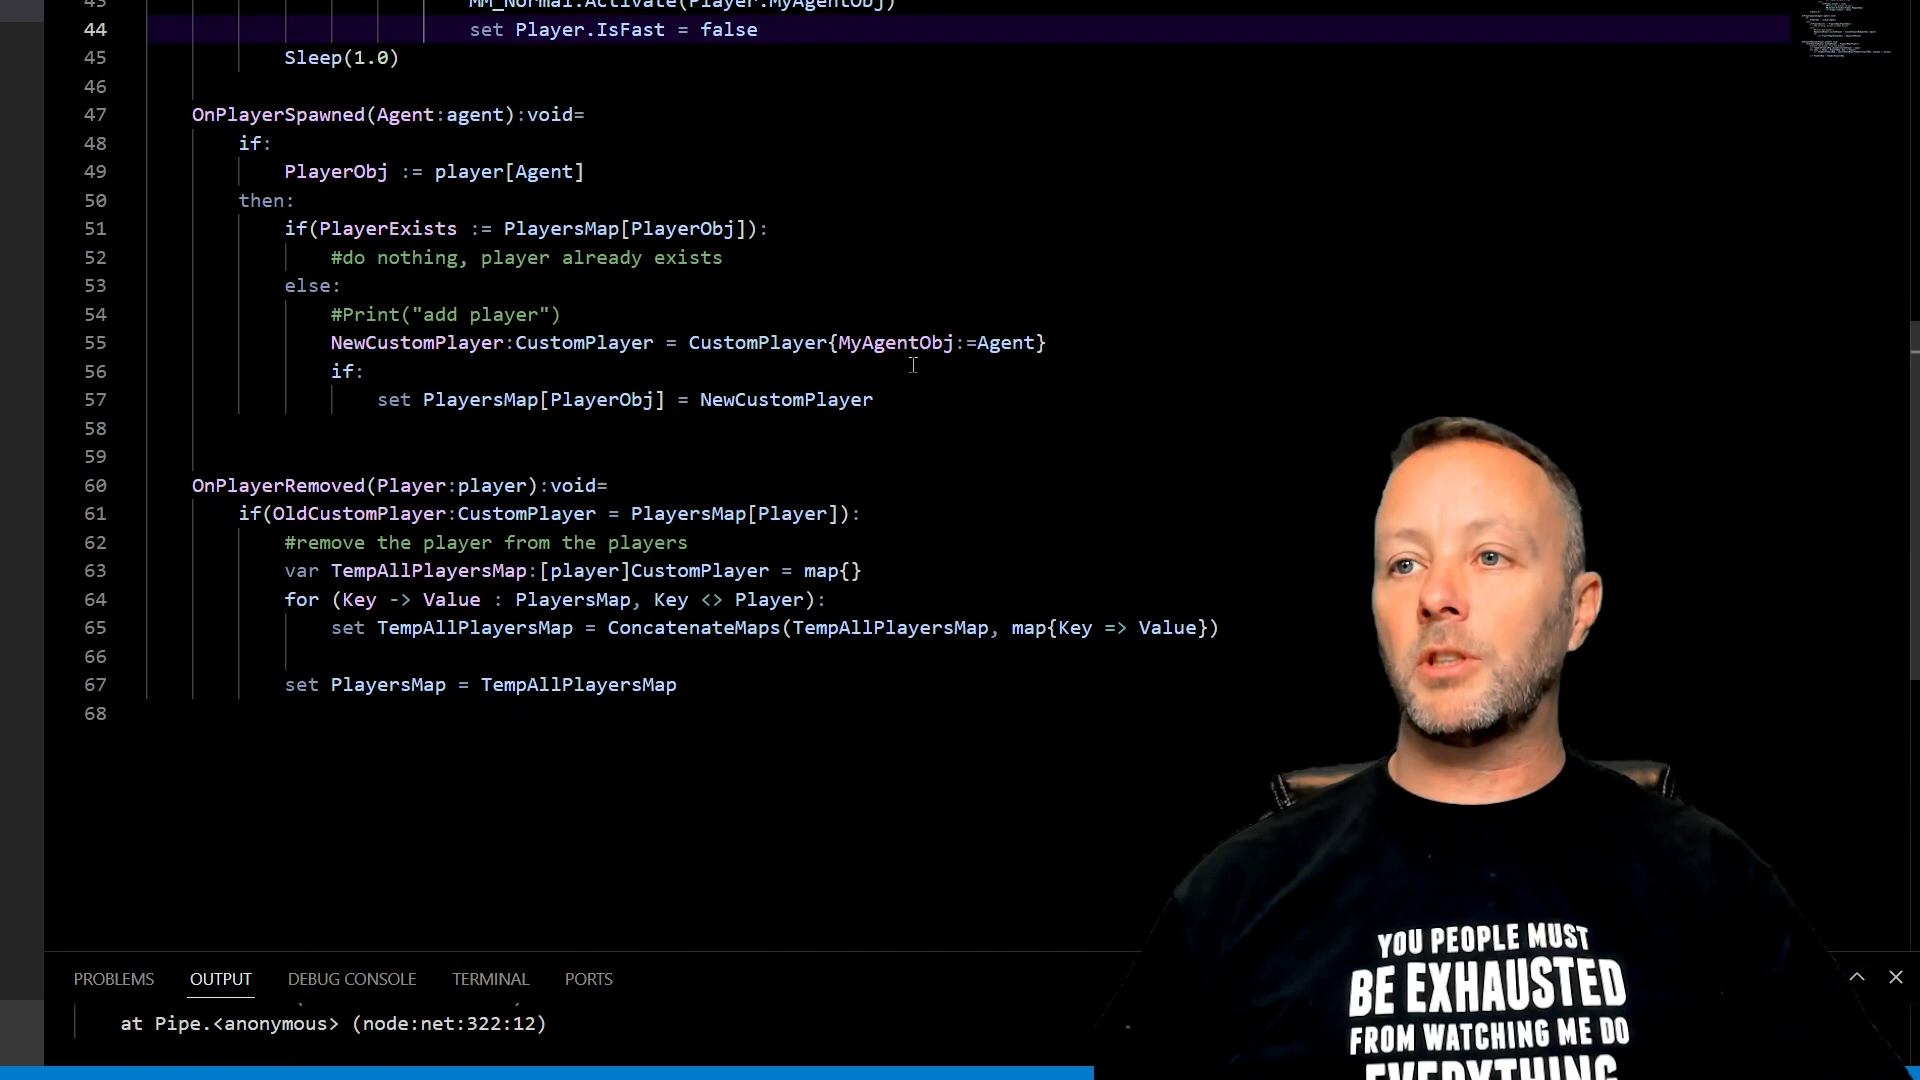 43 MM_Normal.Activate(Player.MyAgentObj)
44 set Player.IsFast = false
45 Sleep(1.0)
46
47 OnPlayerSpawned(Agent:agent):void=
48 if:
49 PlayerObj := player[Agent]
50 then:
51 if(PlayerExists := PlayersMap[PlayerObj]):
52 #do nothing, player already exists
53 else:
54 #Print("add player")
55 NewCustomPlayer:CustomPlayer = CustomPlayer{MyAgentObj:=Agent}
56 if:
57 set PlayersMap[PlayerObj] = NewCustomPlayer
58
59
60 OnPlayerRemoved(Player:player):void=
61 if(OldCustomPlayer:CustomPlayer = PlayersMap[Player]):
62 #remove the player from the players
63 var TempAllPlayersMap:[player]CustomPlayer = map{}
64 for (Key -> Value : PlayersMap, Key <> Player):
65 set TempAllPlayersMap = ConcatenateMaps(TempAllPlayersMap, map{Key => Value})
66
67 set PlayersMap = TempAllPlayersMap
68
PROBLEMS OUTPUT DEBUG CONSOLE TERMINAL PORTS
at Pipe.<anonymous> (node:net:322:12)
YOU PEOPLE MUST
BE EXHAUSTED
FROM WATCHING ME DO
EVERYTHING